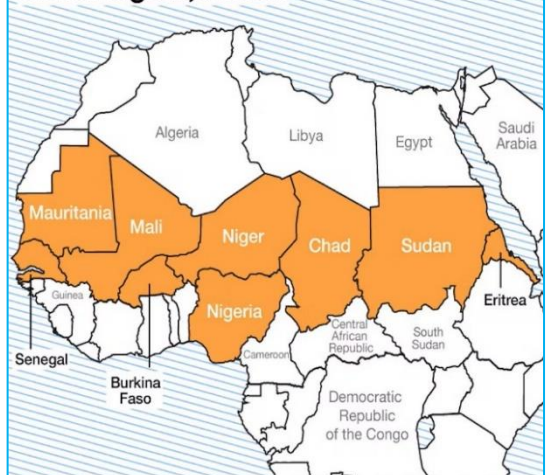 Algeria
Libya
Egypt
Saudi
Arabia
Mauritania
Mali
Niger
Chad
Sudan
Eritrea
Guinea
Nigeria
Senegal
Burkina
Faso
Cameroon
Central
African
Republic
South
Sudan
Democratic
Republic
of the Congo